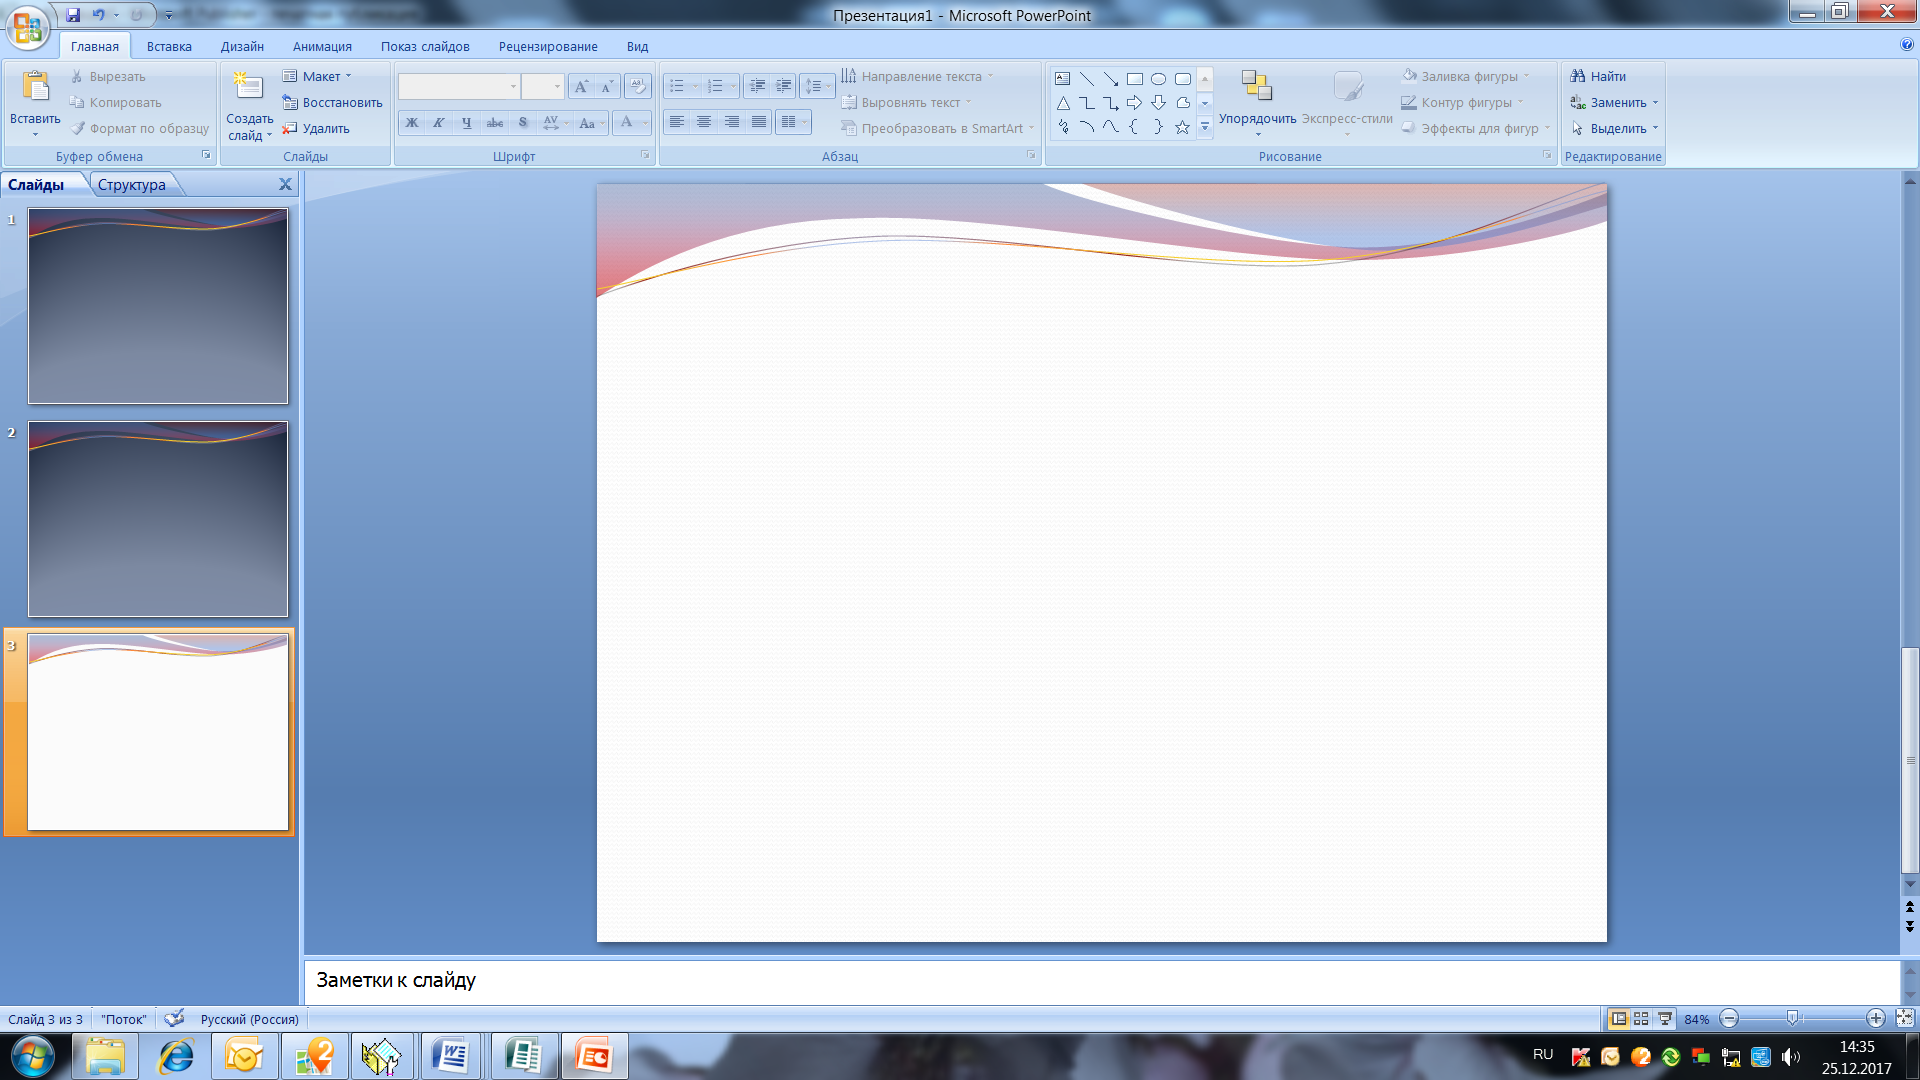 Презентация1 - Microsoft PowerPoint
Главная
Вставка
Дизайн
Анимация
Показ слайдов
Рецензирование
Вид
Вставить
Вырезать
Копировать
Формат по образцу
Буфер обмена
Создать слайд
Макет
Восстановить
Удалить
Слайды
Ж К Ч abc S AV Aa A
Шрифт
Направление текста
Выровнять текст
Преобразовать в SmartArt
Абзац
Упорядочить
Экспресс-стили
Заливка фигуры
Контур фигуры
Эффекты для фигур
Рисование
Найти
Заменить
Выделить
Редактирование
Слайды
Структура
1
2
3
Заметки к слайду
Слайд 3 из 3
"Поток"
Русский (Россия)
84%
RU
14:35
25.12.2017